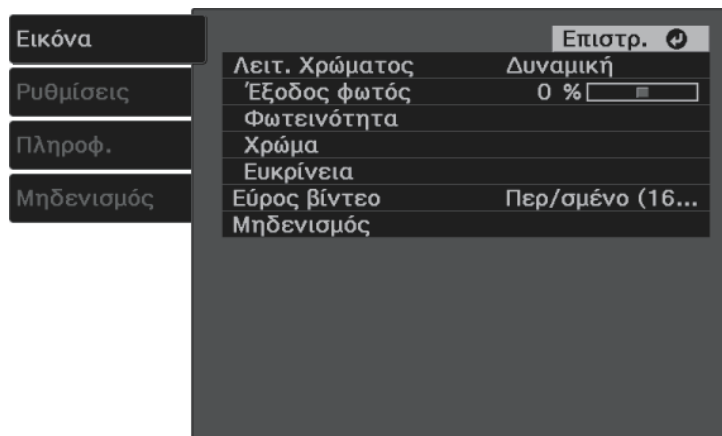 Εικόνα
Ρυθμίσεις
Πληροφ.
Μηδενισμός
Επιστρ.
Λειτ. Χρώματος Δυναμική
Έξοδος φωτός 0 %
Φωτεινότητα
Χρώμα
Ευκρίνεια
Εύρος βίντεο Περ/σμένο (16...
Μηδενισμός